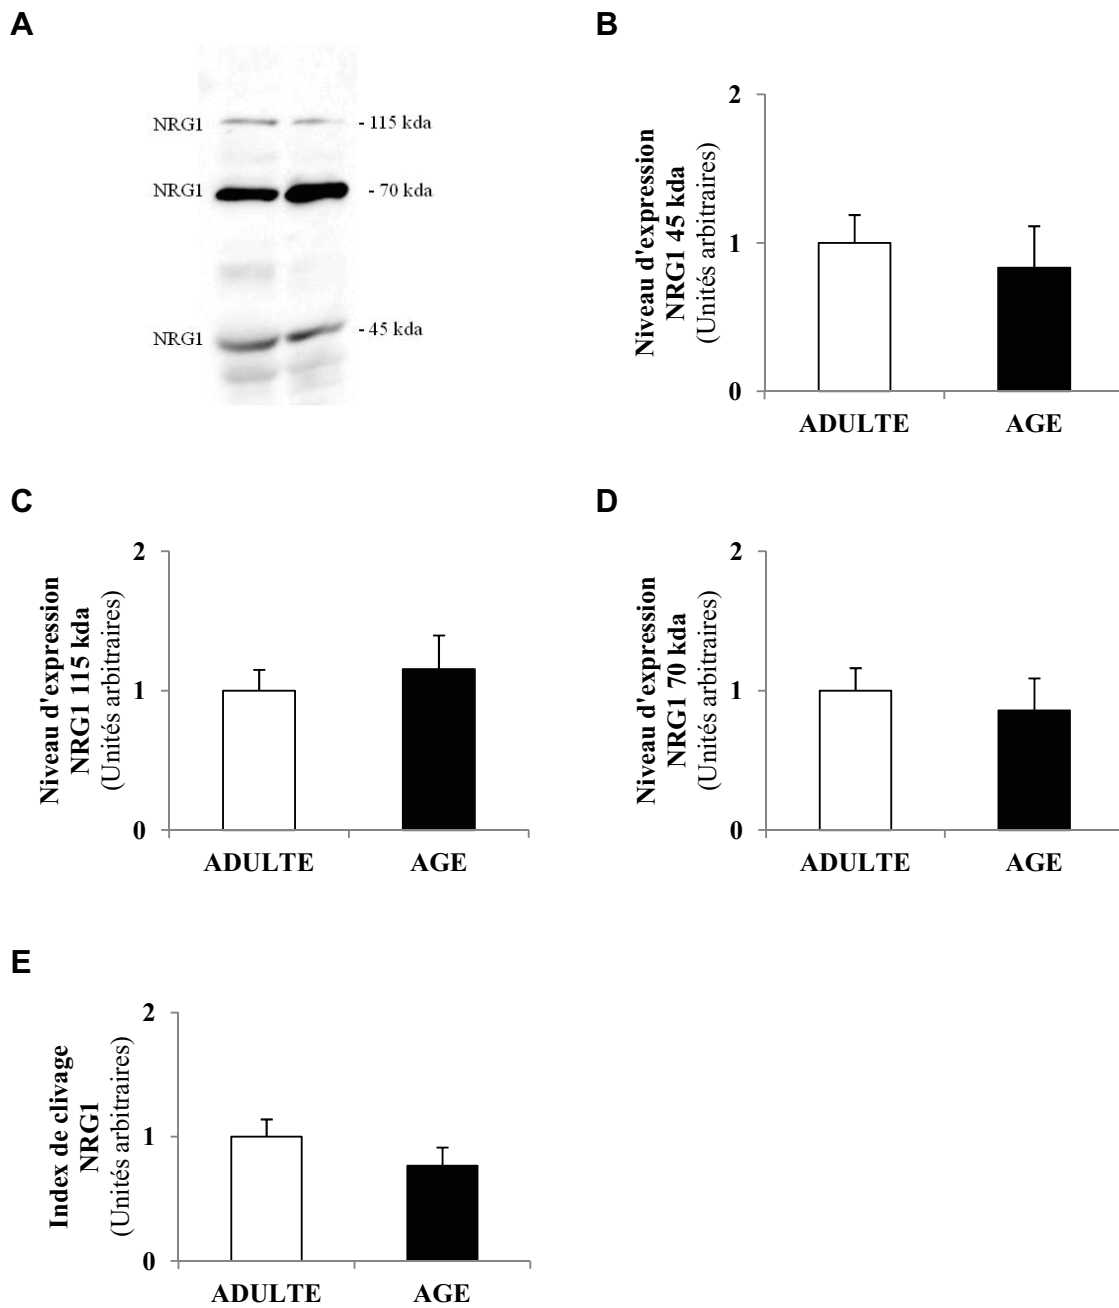 A
NRG1
- 115 kda
NRG1
- 70 kda
NRG1
- 45 kda
B
Niveau d'expression
NRG1 45 kda
(Unités arbitraires)
2
1
0
ADULTE
AGE
C
Niveau d'expression
NRG1 115 kda
(Unités arbitraires)
2
1
0
ADULTE
AGE
D
Niveau d'expression
NRG1 70 kda
(Unités arbitraires)
2
1
0
ADULTE
AGE
E
Index de clivage
NRG1
(Unités arbitraires)
2
1
0
ADULTE
AGE